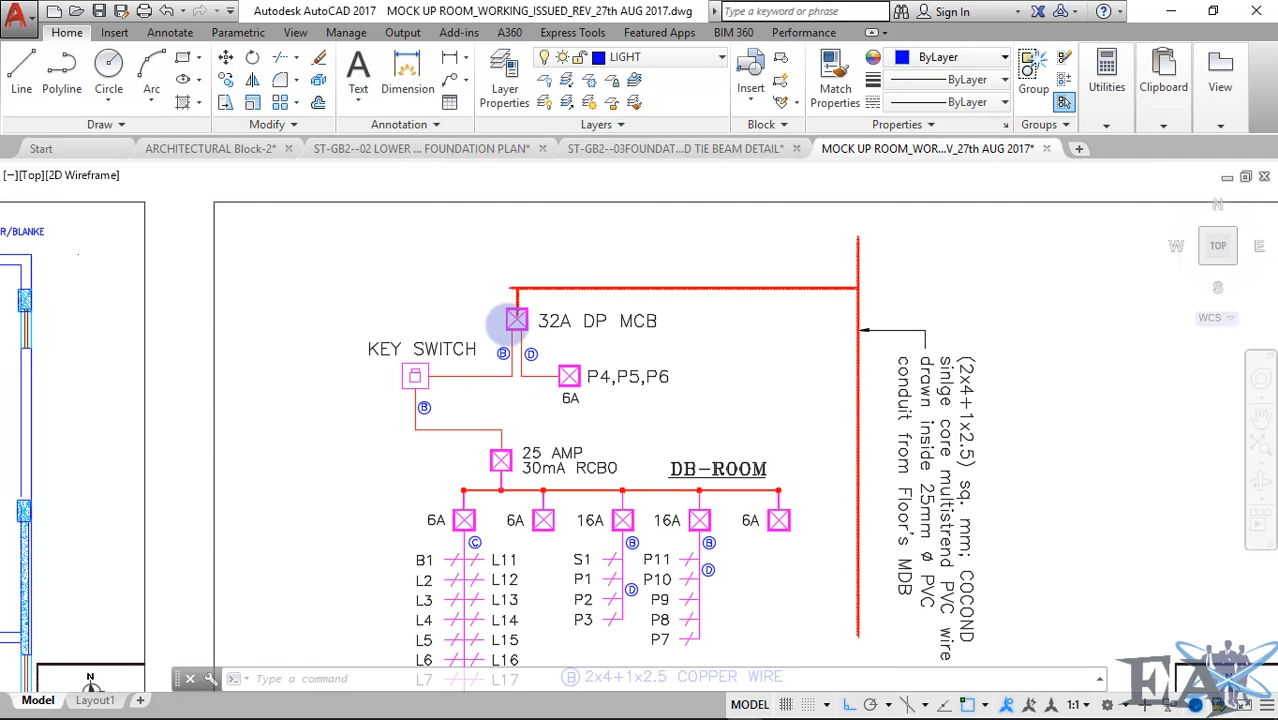 Autodesk AutoCAD 2017 MOCK UP ROOM_WORKING_ISSUED_REV_27th AUG 2017.dwg
Type a keyword or phrase
Sign In
Home Insert Annotate Parametric View Manage Output Add-ins A360 Express Tools Featured Apps BIM 360 Performance
LIGHT
ByLayer
ByLayer
ByLayer
Line Polyline Circle Arc
Text Dimension
Layer Properties
Insert
Match Properties
Group
Utilities Clipboard View
Draw Modify Annotation Layers Block Properties Groups
Start ARCHITECTURAL Block-2* ST-GB2--02 LOWER ... FOUNDATION PLAN* ST-GB2--03FOUNDAT...D TIE BEAM DETAIL* MOCK UP ROOM_WOR...V_27th AUG 2017*
[−][Top][2D Wireframe]
N
W TOP E
S
WCS
R/BLANKE
32A DP MCB
KEY SWITCH
B D
P4,P5,P6
6A
B
25 AMP
30mA RCBO
DB-ROOM
6A 6A 16A 16A 6A
C B B
D D
B1 L11
L2 L12
L3 L13
L4 L14
L5 L15
L6 L16
L7 L17
S1
P1
P2
P3
P11
P10
P9
P8
P7
(2x4+1x2.5) sq. mm; COCOND
sinlge core multistrend PVC wire
drawn inside 25mm ø PVC
conduit from Floor's MDB
N
N
Type a command
B 2x4+1x2.5 COPPER WIRE
EA
Model Layout1
MODEL 1:1